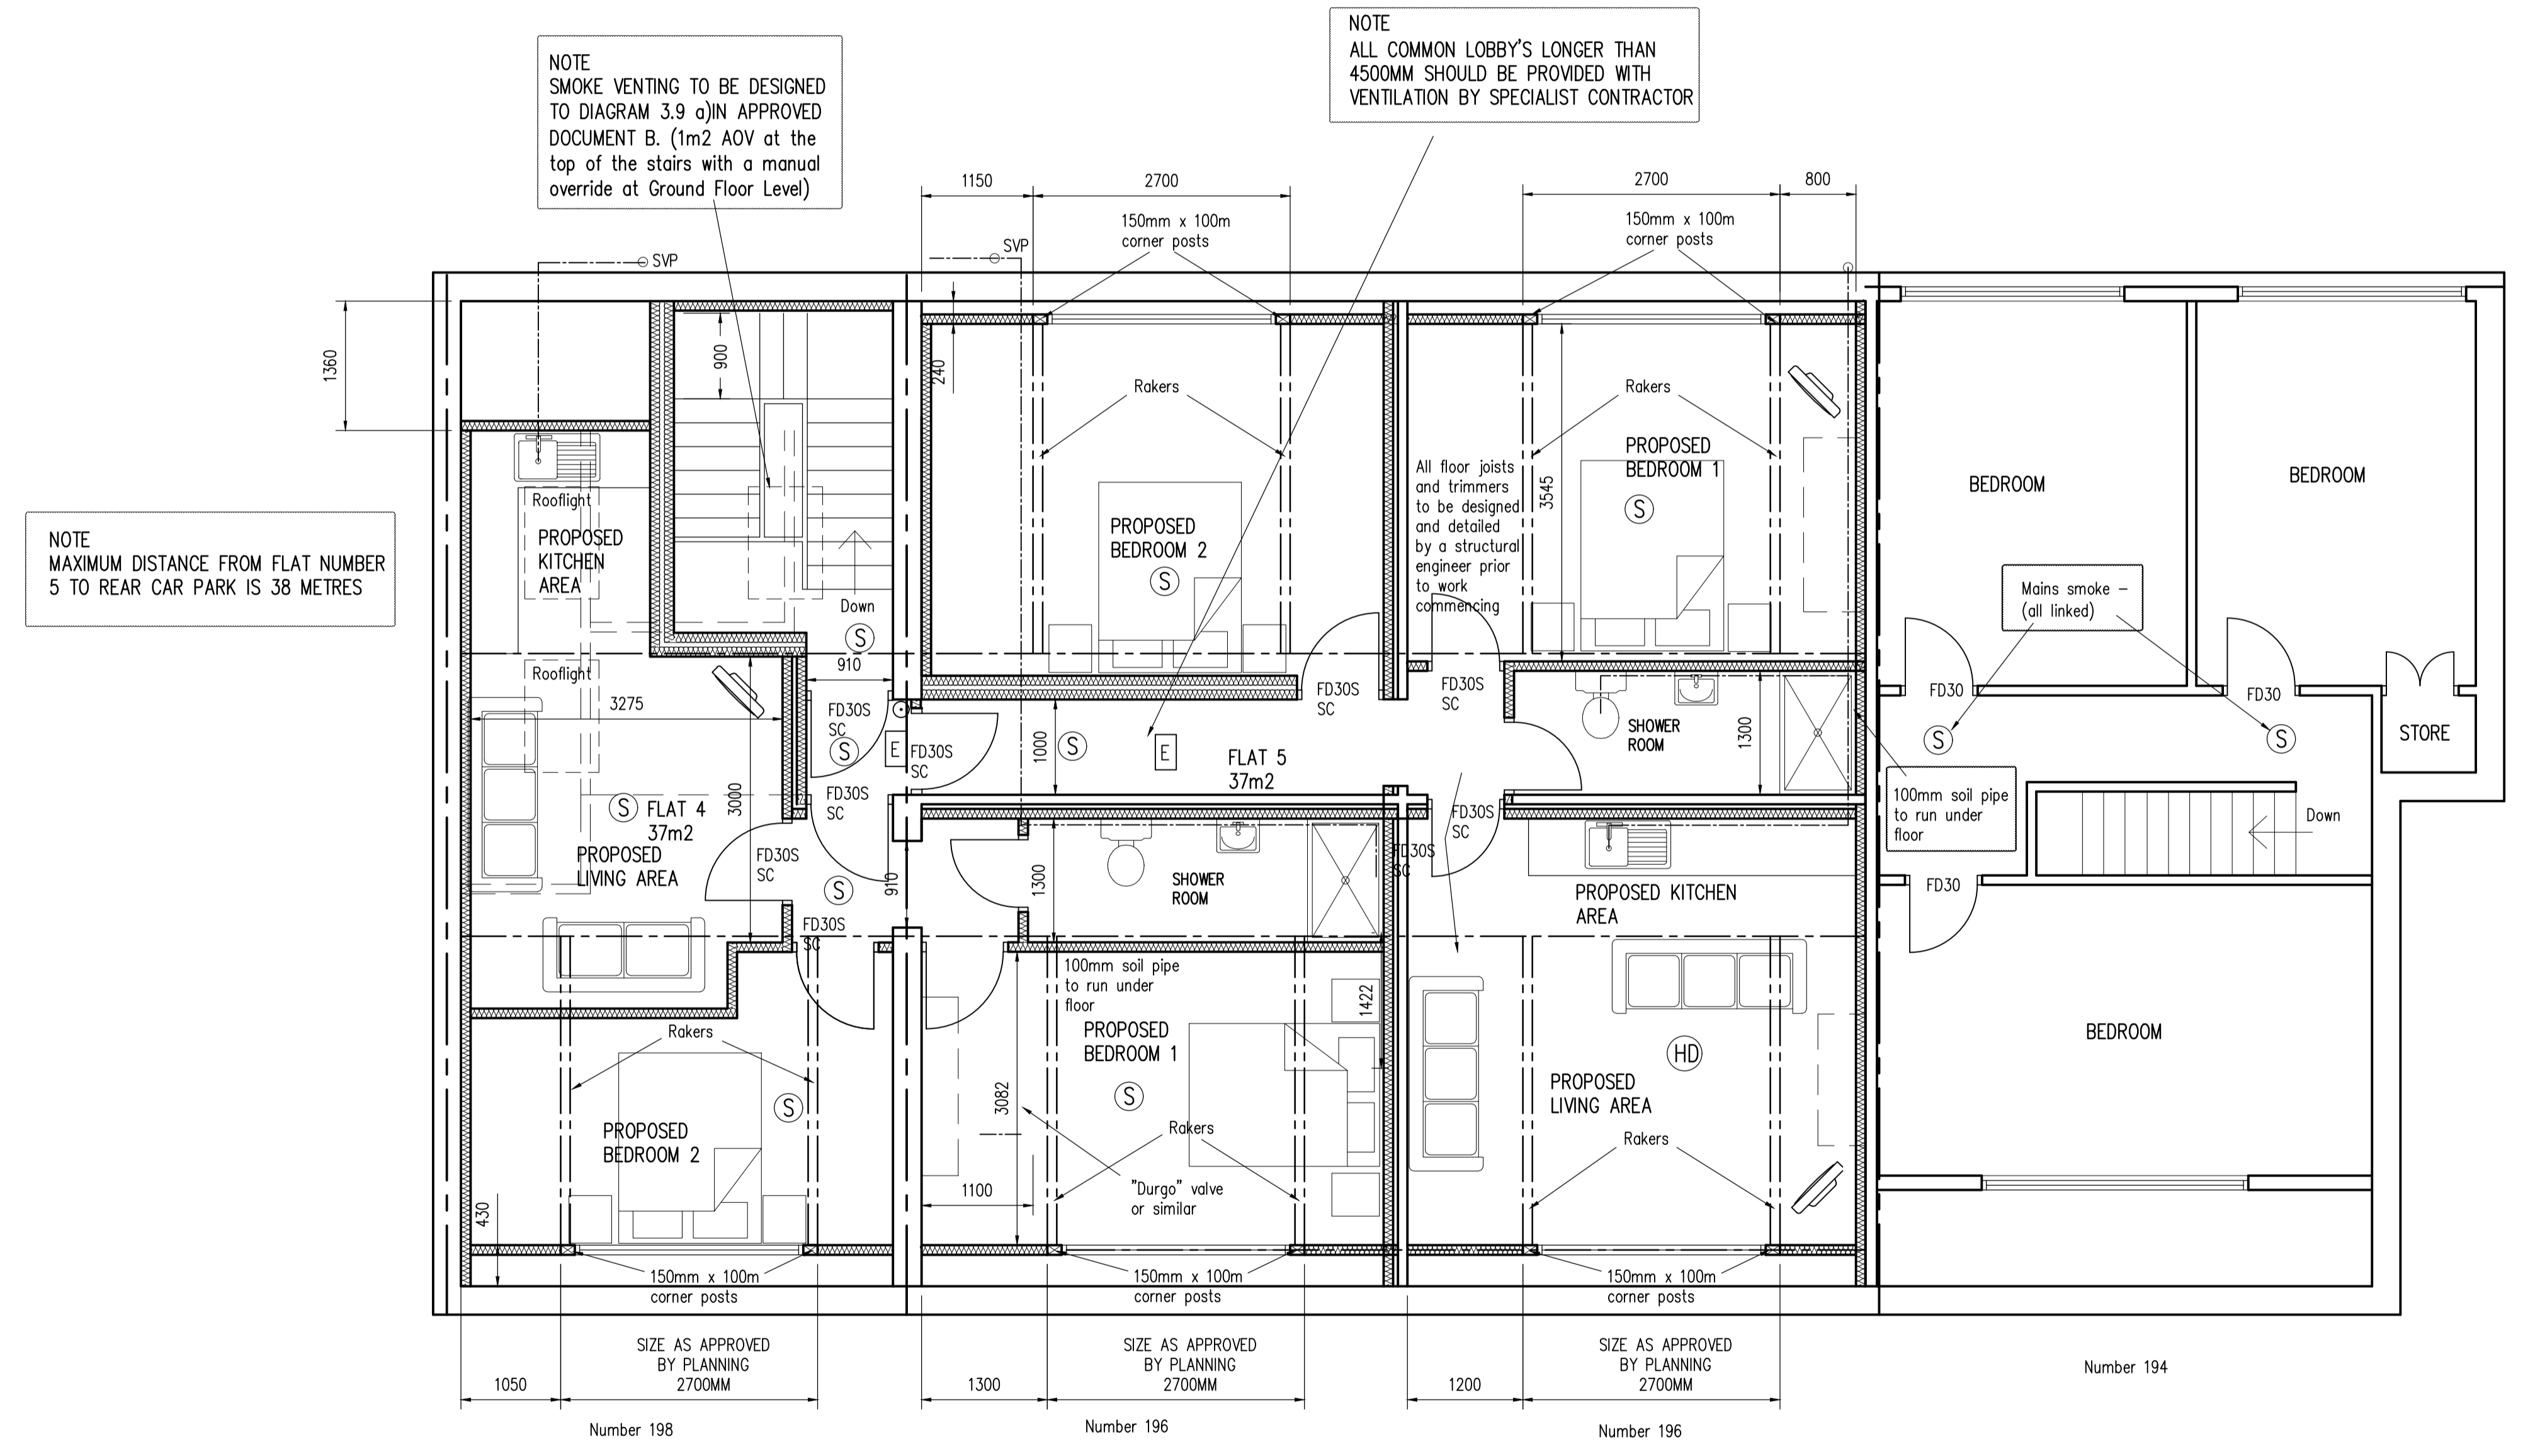 NOTE
ALL COMMON LOBBY'S LONGER THAN
4500MM SHOULD BE PROVIDED WITH
VENTILATION BY SPECIALIST CONTRACTOR
NOTE
SMOKE VENTING TO BE DESIGNED
TO DIAGRAM 3.9 a)IN APPROVED
DOCUMENT B. (1m2 AOV at the
top of the stairs with a manual
override at Ground Floor Level)
1150
2700
2700
800
150mm x 100m
corner posts
150mm x 100m
corner posts
SVP
SVP
1360
900
240
Rakers
Rakers
PROPOSED
BEDROOM 1
S
3545
All floor joists
and trimmers
to be designed
and detailed
by a structural
engineer prior
to work
commencing
BEDROOM
BEDROOM
Rooflight
PROPOSED
KITCHEN
AREA
NOTE
MAXIMUM DISTANCE FROM FLAT NUMBER
5 TO REAR CAR PARK IS 38 METRES
PROPOSED
BEDROOM 2
S
Down
S
910
Mains smoke -
(all linked)
Rooflight
3275
FD30S
SC
FD30S
SC
FD30S
SC
FD30
FD30
S
E
FD30S
SC
1000
S
E
FLAT 5
37m2
SHOWER
ROOM
1300
S
S
STORE
FD30S
SC
3000
S
FLAT 4
37m2
PROPOSED
LIVING AREA
FD30S
SC
S
910
1300
SHOWER
ROOM
FD30S
SC
FD30S
SC
100mm soil pipe
to run under
floor
Down
PROPOSED KITCHEN
AREA
FD30
FD30S
SC
100mm soil pipe
to run under
floor
1422
PROPOSED
BEDROOM 1
S
3082
Rakers
HD
PROPOSED
LIVING AREA
BEDROOM
S
PROPOSED
BEDROOM 2
Rakers
Rakers
430
1100
"Durgo" valve
or similar
150mm x 100m
corner posts
150mm x 100m
corner posts
150mm x 100m
corner posts
SIZE AS APPROVED
BY PLANNING
2700MM
SIZE AS APPROVED
BY PLANNING
2700MM
SIZE AS APPROVED
BY PLANNING
2700MM
1050
1300
1200
Number 194
Number 198
Number 196
Number 196